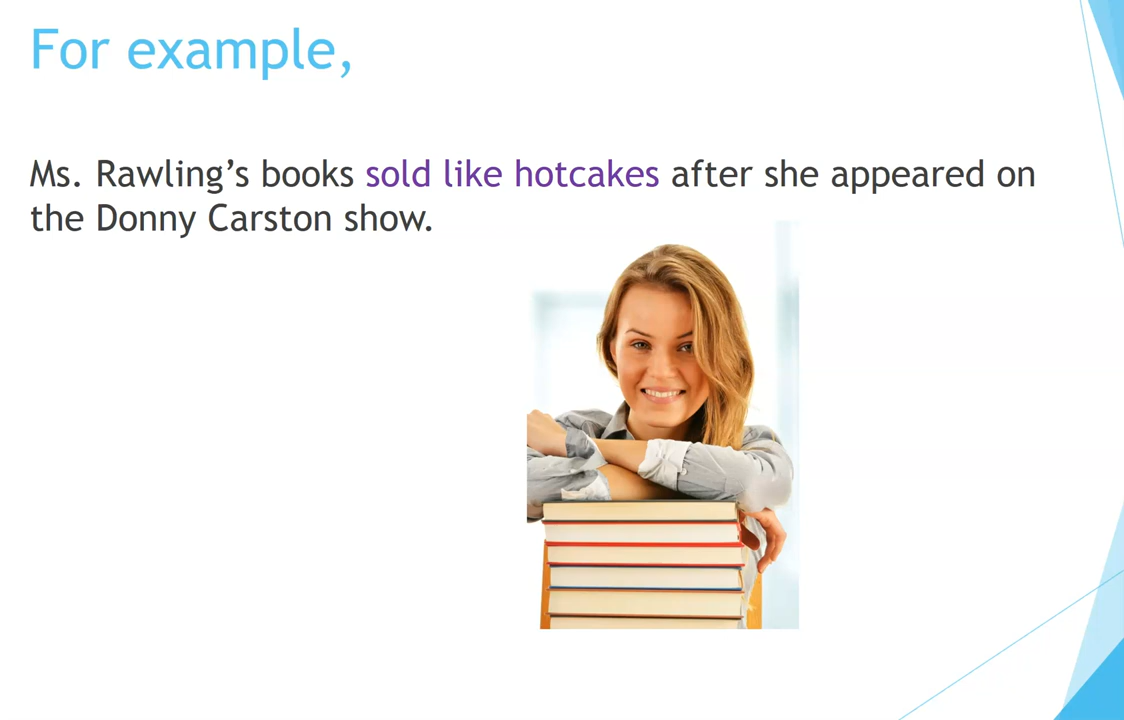 For example,
Ms. Rawling’s books sold like hotcakes after she appeared on
the Donny Carston show.